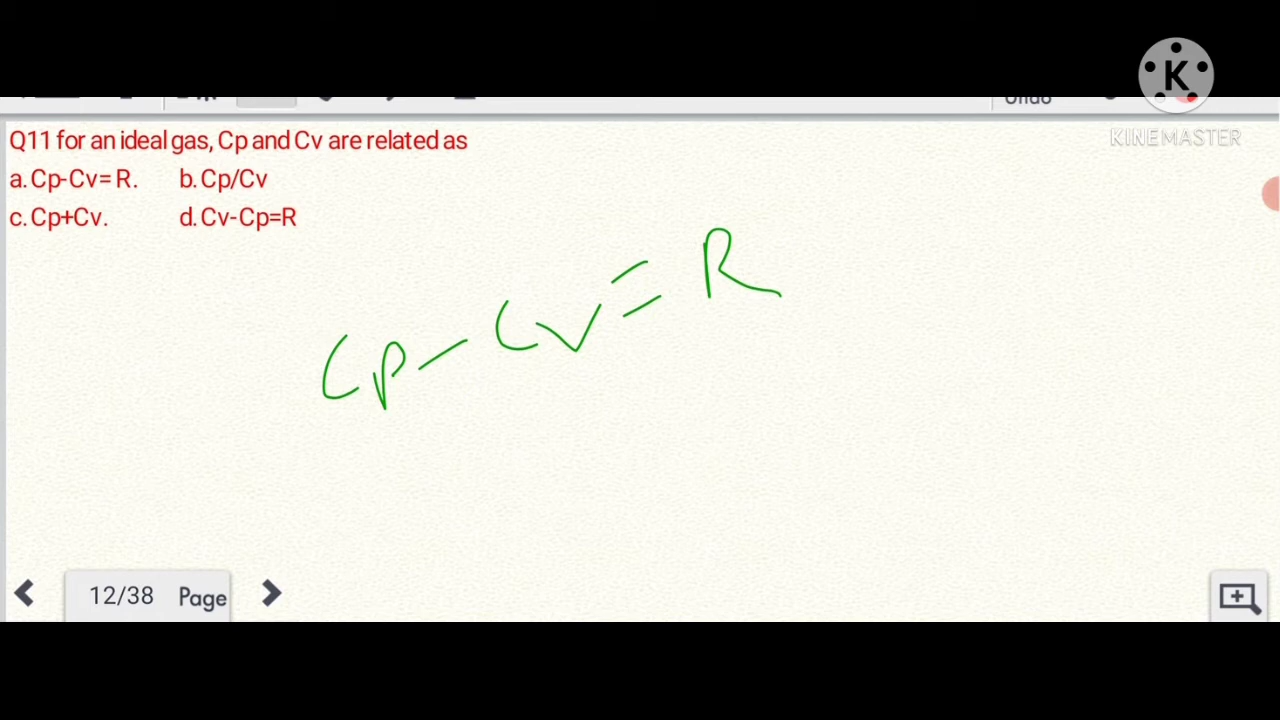 K
Undo
KINEMASTER
Q11 for an ideal gas, Cp and Cv are related as
a. Cp-Cv= R. b. Cp/Cv
c. Cp+Cv. d. Cv-Cp=R
Cp - Cv = R
12/38 Page